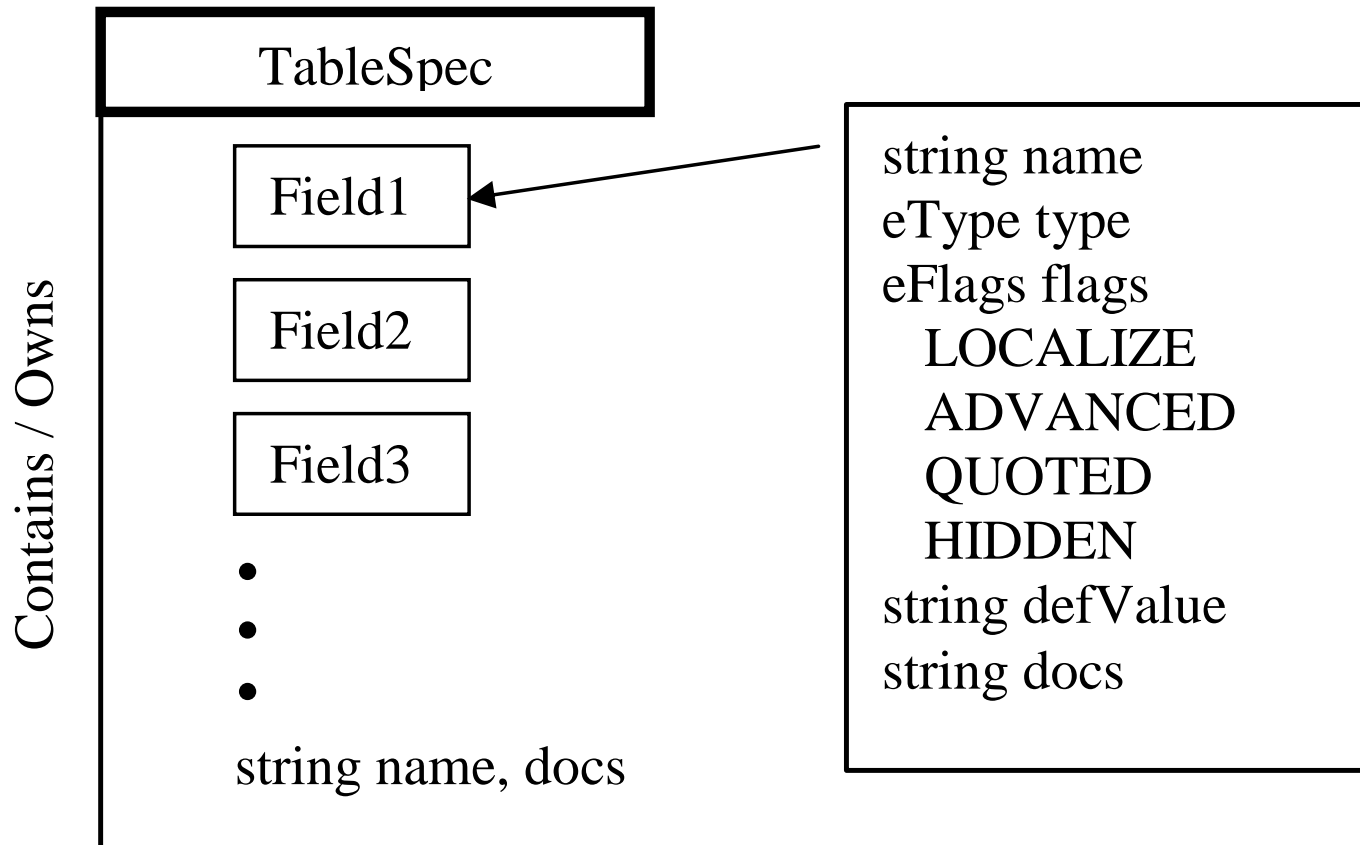 TableSpec
Contains / Owns
Field1
Field2
Field3
string name, docs
string name
eType type
eFlags flags
LOCALIZE
ADVANCED
QUOTED
HIDDEN
string defValue
string docs